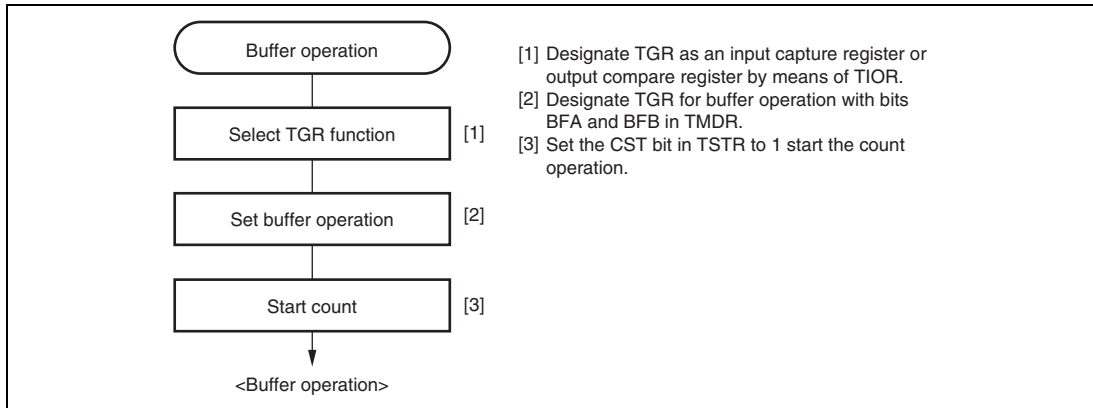 Buffer operation
Select TGR function
[1]
Set buffer operation
[2]
Start count
[3]
<Buffer operation>
[1] Designate TGR as an input capture register or
output compare register by means of TIOR.
[2] Designate TGR for buffer operation with bits
BFA and BFB in TMDR.
[3] Set the CST bit in TSTR to 1 start the count
operation.